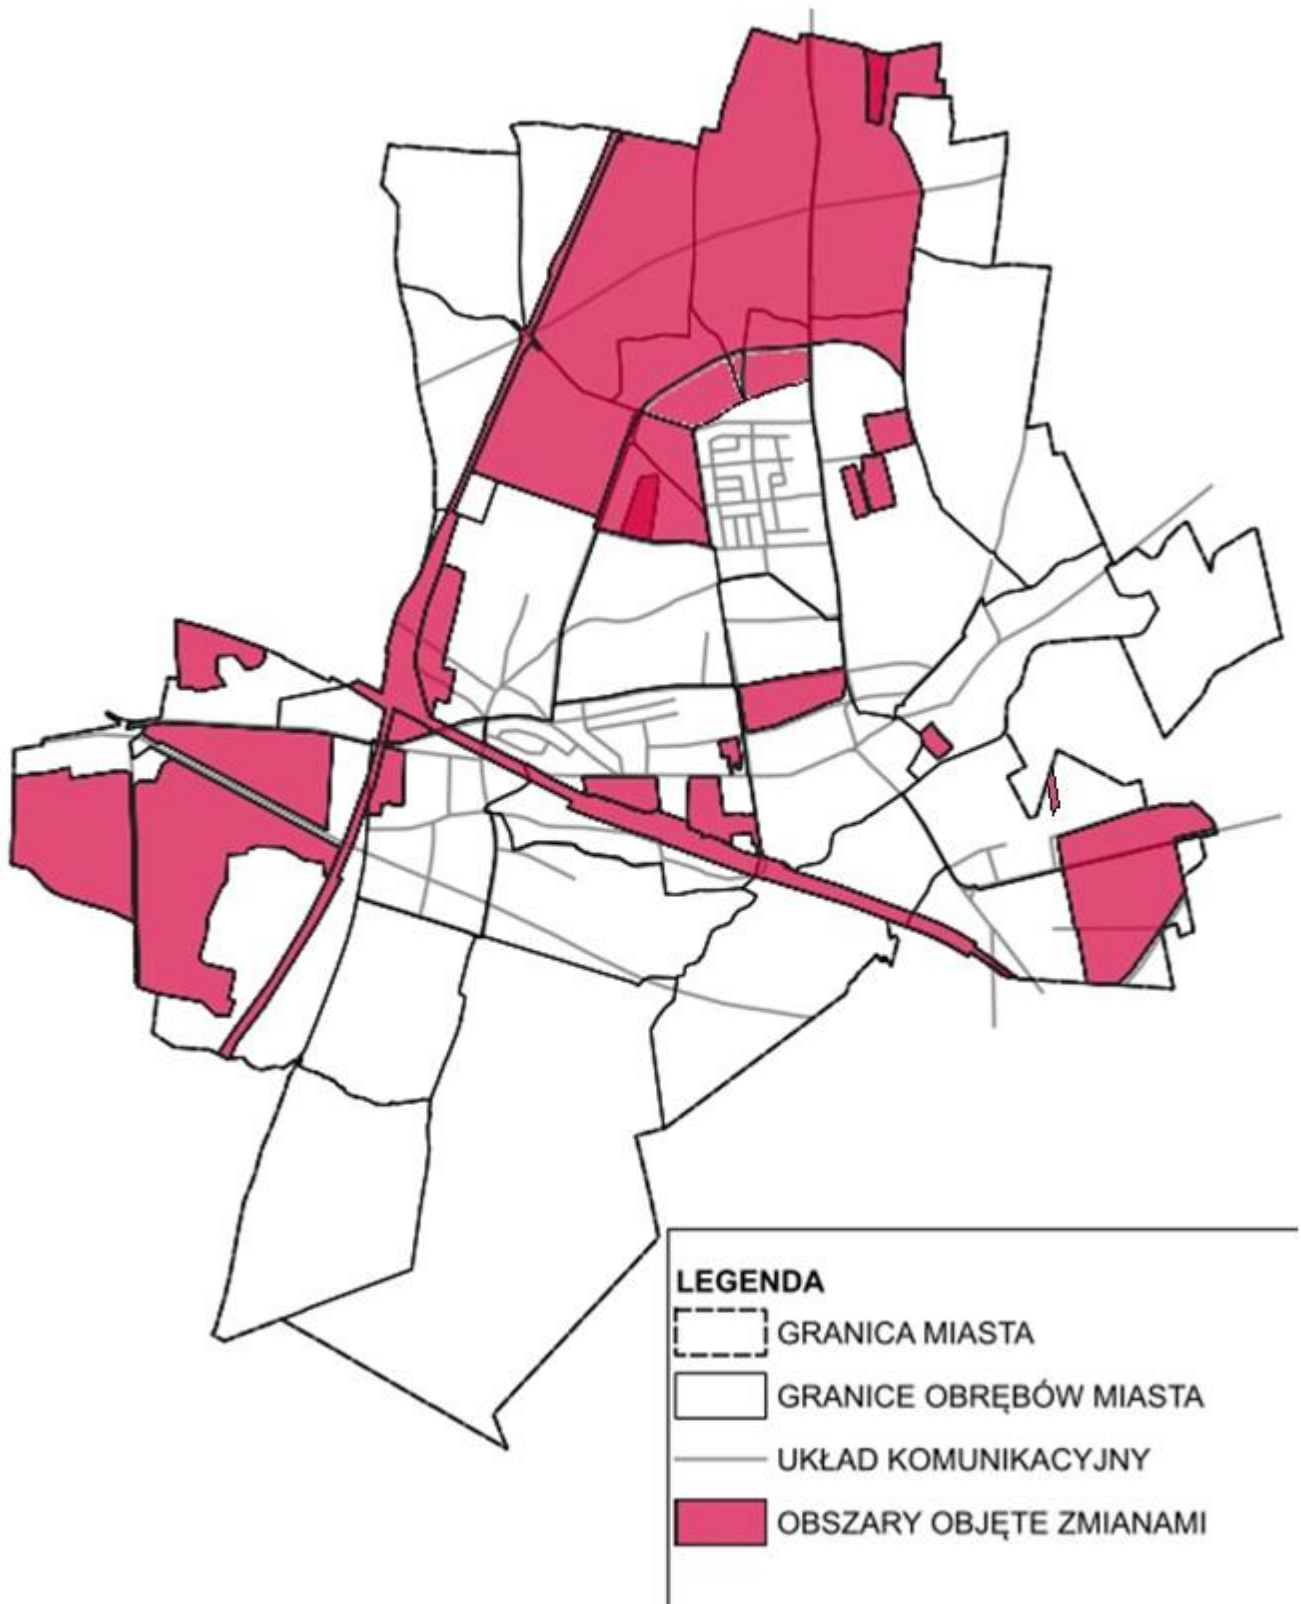 LEGENDA
GRANICA MIASTA
GRANICE OBRĘBÓW MIASTA
UKŁAD KOMUNIKACYJNY
OBSZARY OBJĘTE ZMIANAMI